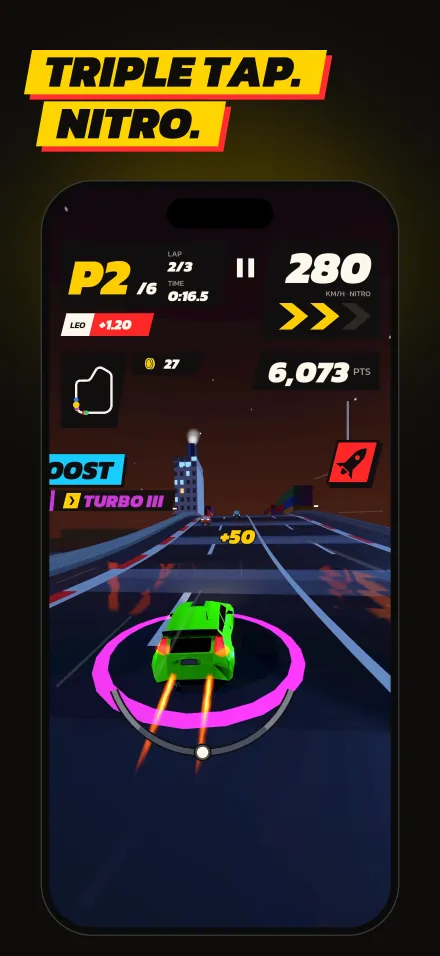 TRIPLE TAP.
NITRO.
P2 /6
LAP
2/3
TIME
0:16.5
280
KM/H · NITRO
LEO +1.20
27
6,073 PTS
OOST
TURBO III
+50